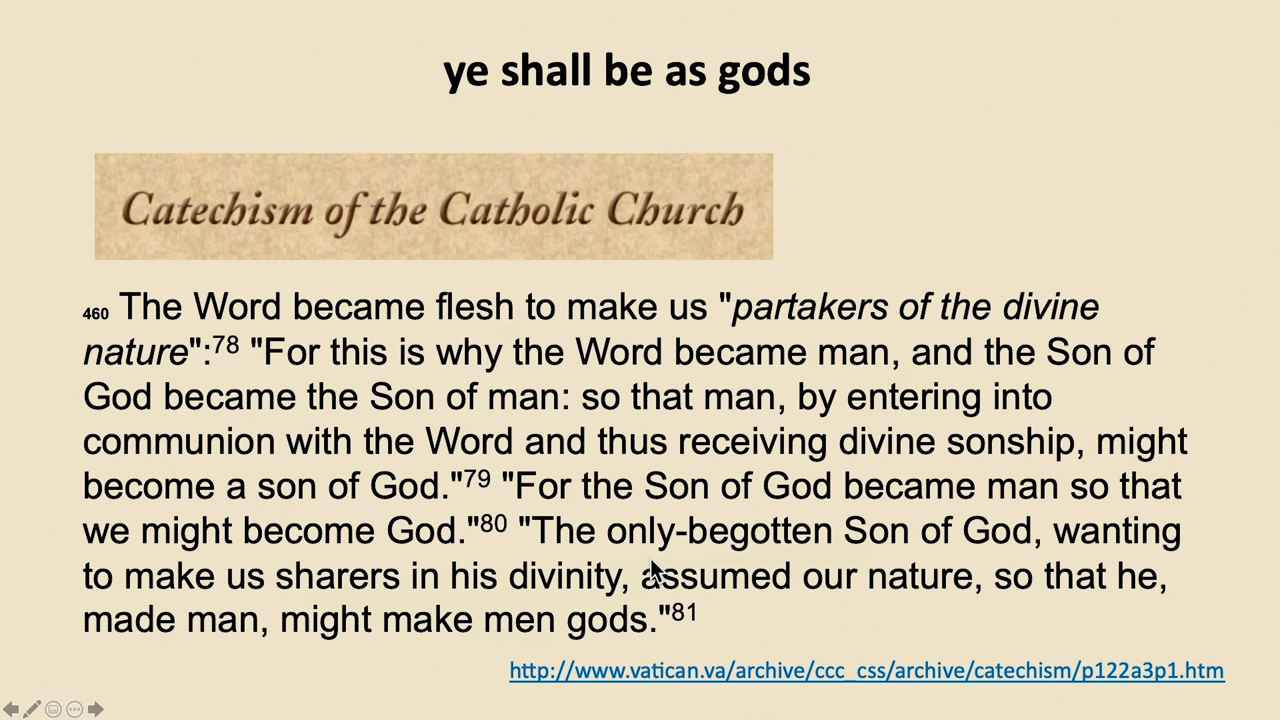 ye shall be as gods
Catechism of the Catholic Church
460 The Word became flesh to make us "partakers of the divine
nature":78 "For this is why the Word became man, and the Son of
God became the Son of man: so that man, by entering into
communion with the Word and thus receiving divine sonship, might
become a son of God."79 "For the Son of God became man so that
we might become God."80 "The only-begotten Son of God, wanting
to make us sharers in his divinity, assumed our nature, so that he,
made man, might make men gods."81
http://www.vatican.va/archive/ccc_css/archive/catechism/p122a3p1.htm